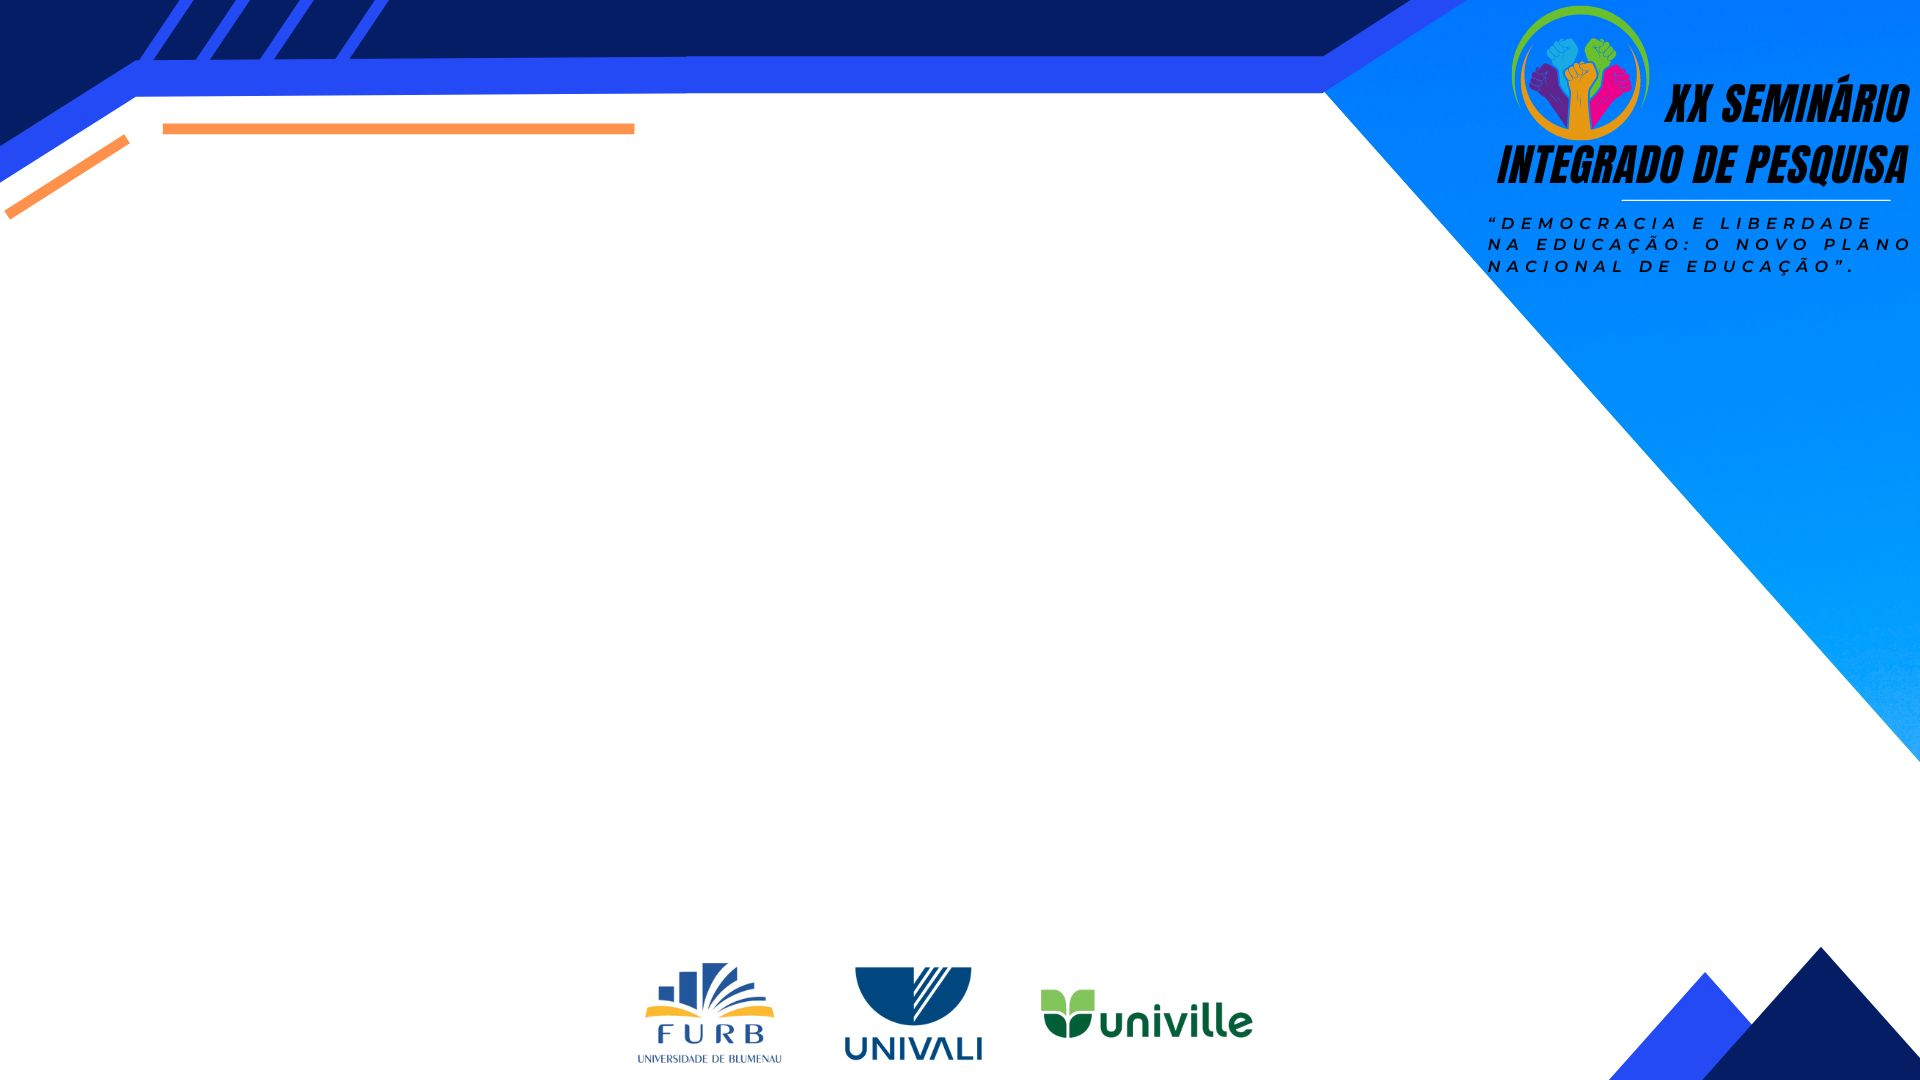 XX SEMINÁRIO
INTEGRADO DE PESQUISA
“DEMOCRACIA E LIBERDADE
NA EDUCAÇÃO: O NOVO PLANO
NACIONAL DE EDUCAÇÃO”.
FURB
UNIVERSIDADE DE BLUMENAU
UNIVALI
univille